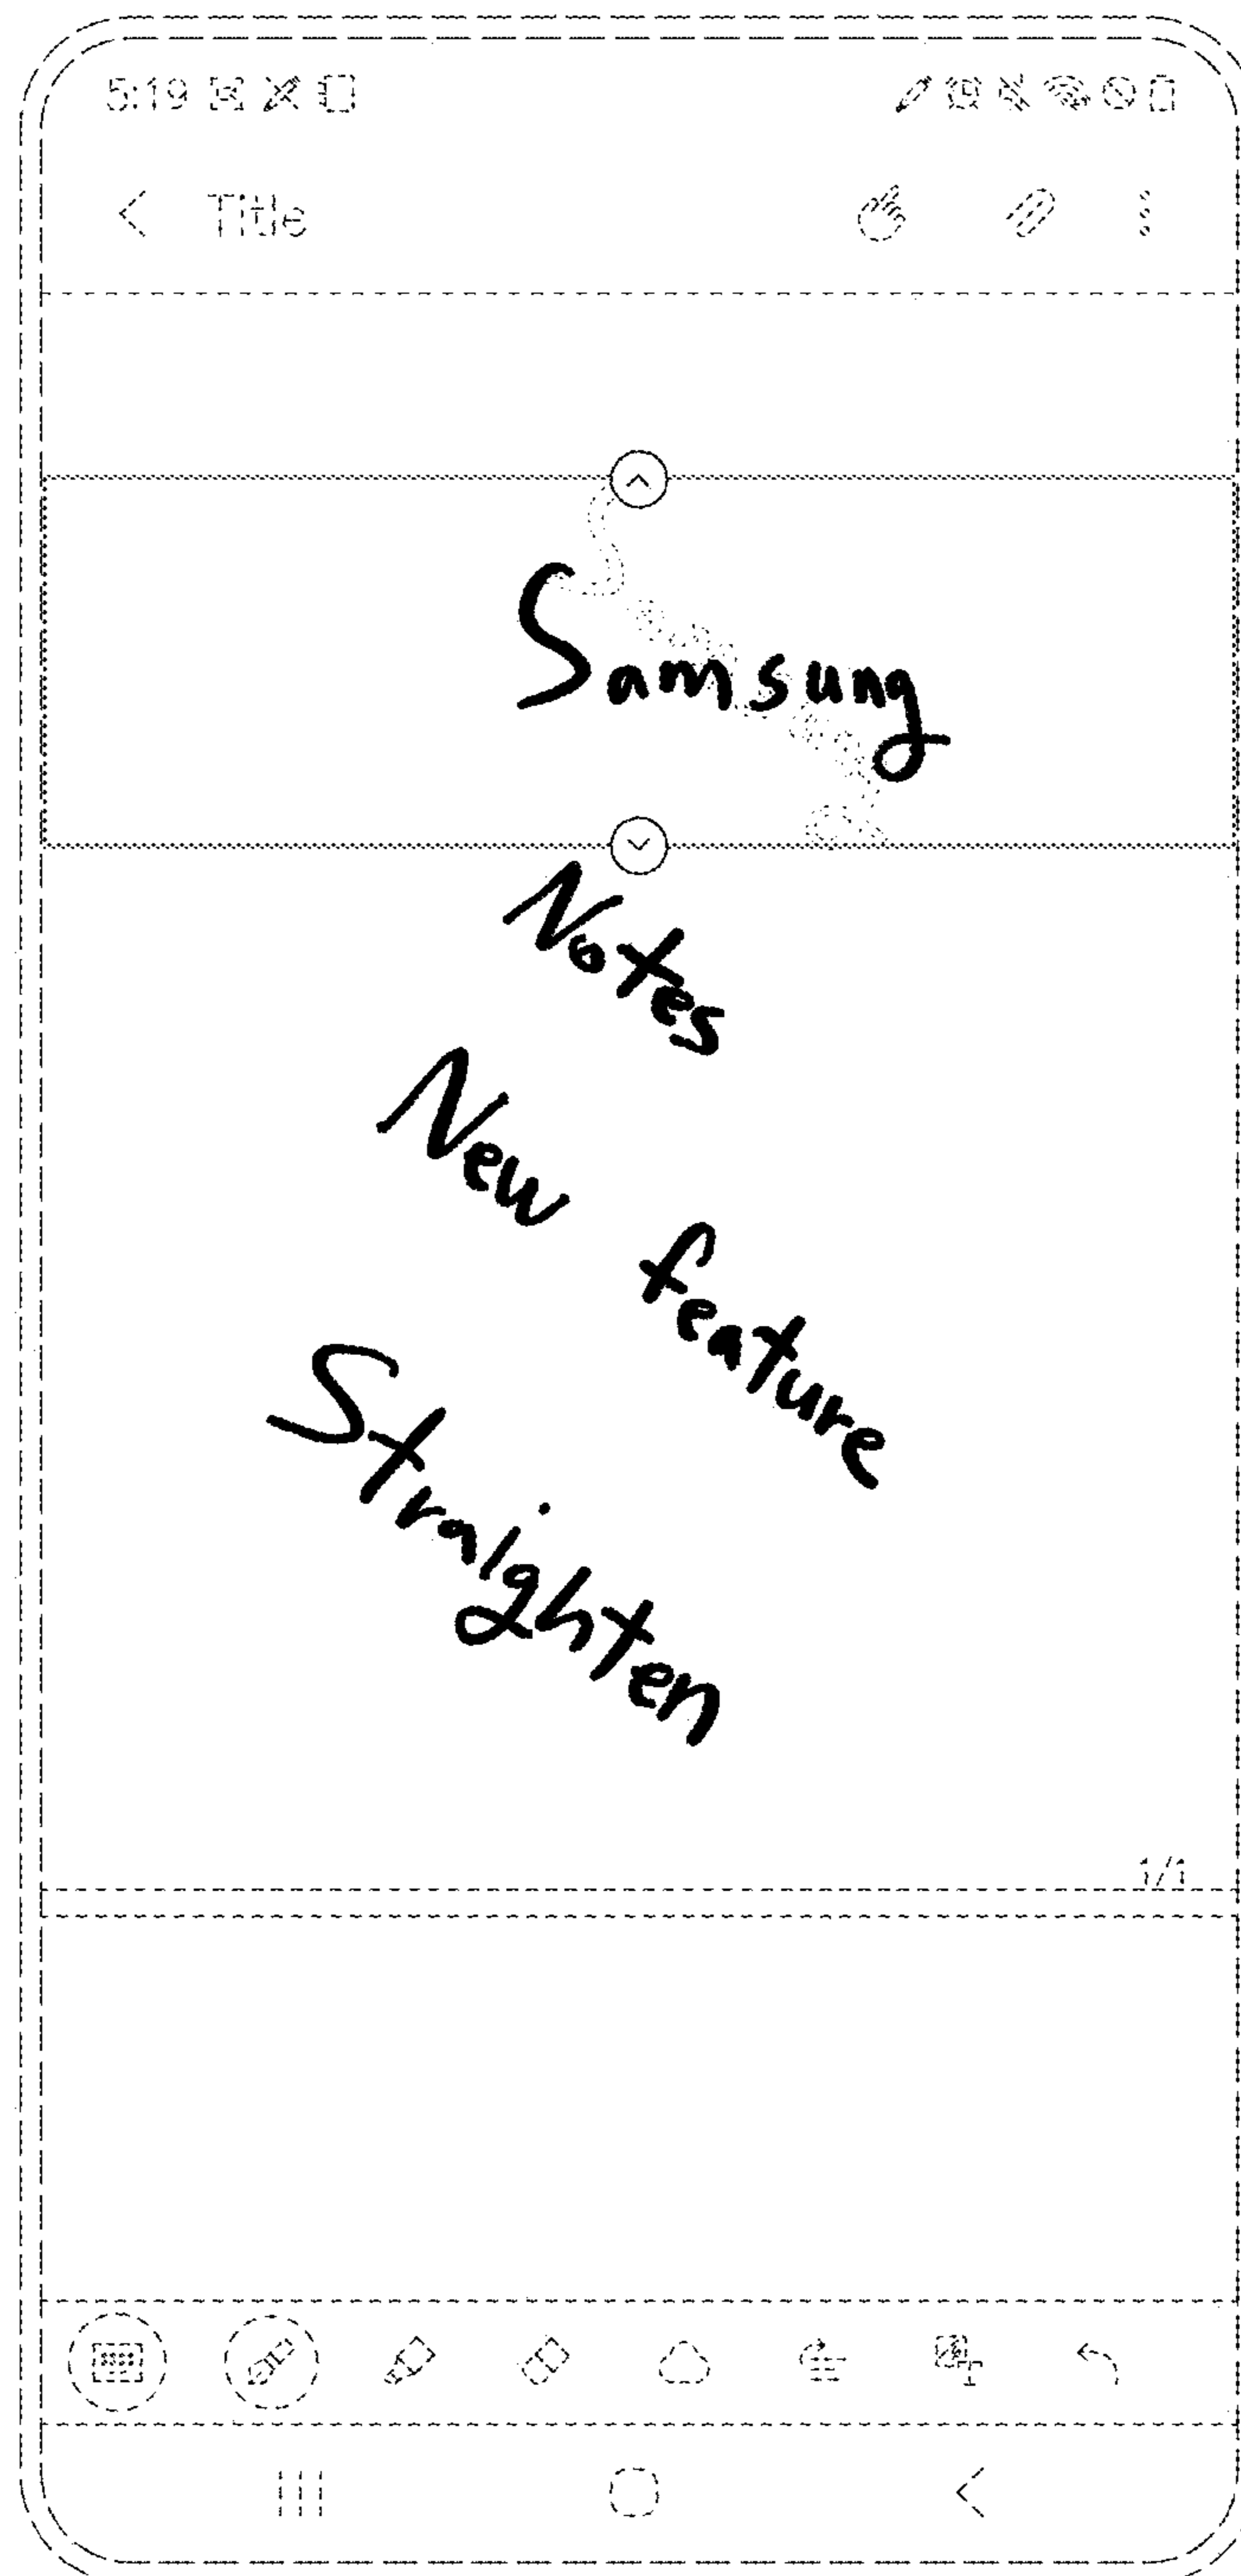 5:19
Title
Samsung
Notes
New feature
Straighten
1/1